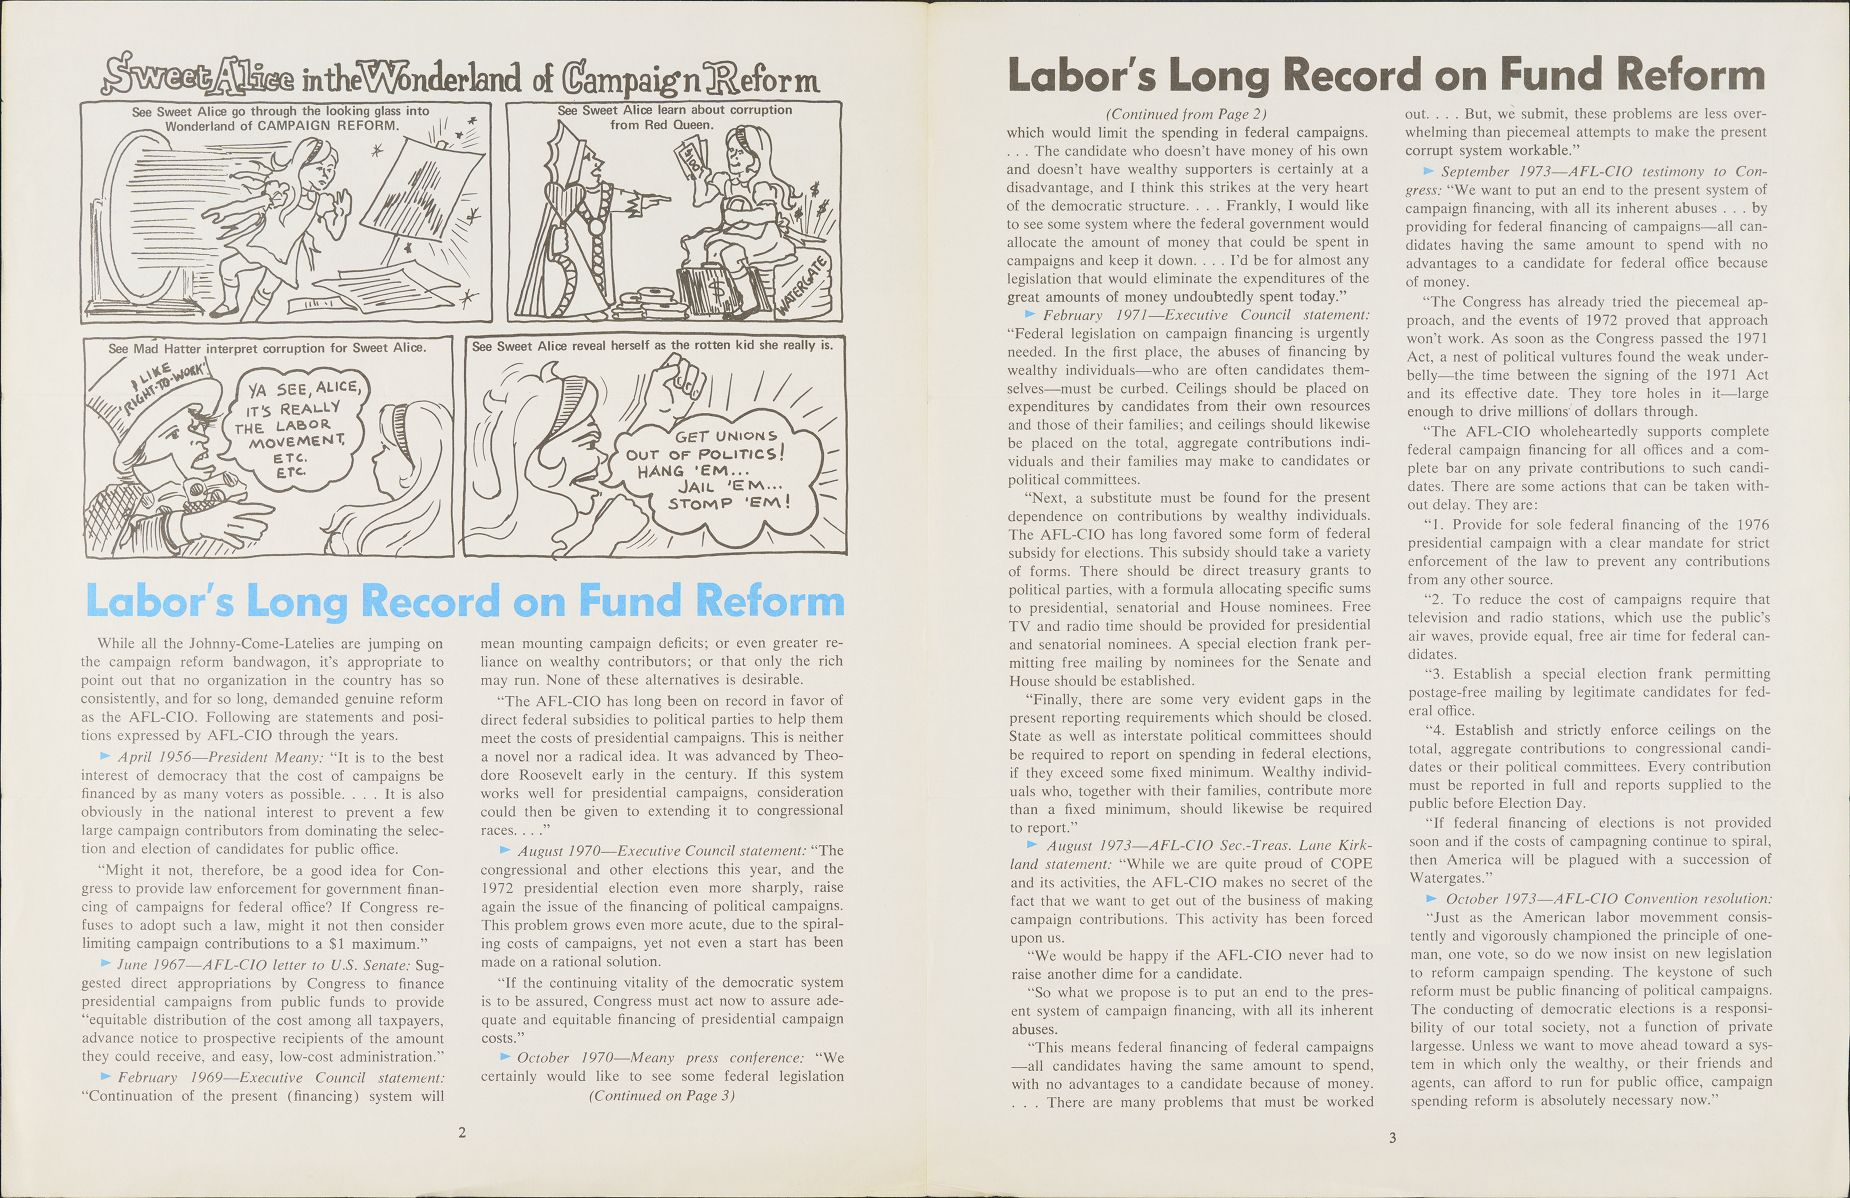 Sweet Alice in the Wonderland of Campaign Reform
See Sweet Alice go through the looking glass into
Wonderland of CAMPAIGN REFORM.
See Sweet Alice learn about corruption
from Red Queen.
$100
$
$
$
$
WATERGATE
See Mad Hatter interpret corruption for Sweet Alice.
I LIKE
'RIGHT-TO-WORK'
YA SEE, ALICE,
IT'S REALLY
THE LABOR
MOVEMENT,
ETC.
ETC.
See Sweet Alice reveal herself as the rotten kid she really is.
GET UNIONS
OUT OF POLITICS!
HANG 'EM...
JAIL 'EM...
STOMP 'EM!
Labor's Long Record on Fund Reform
While all the Johnny-Come-Latelies are jumping on
the campaign reform bandwagon, it's appropriate to
point out that no organization in the country has so
consistently, and for so long, demanded genuine reform
as the AFL-CIO. Following are statements and posi-
tions expressed by AFL-CIO through the years.
► April 1956—President Meany: “It is to the best
interest of democracy that the cost of campaigns be
financed by as many voters as possible. . . . It is also
obviously in the national interest to prevent a few
large campaign contributors from dominating the selec-
tion and election of candidates for public office.
“Might it not, therefore, be a good idea for Con-
gress to provide law enforcement for government finan-
cing of campaigns for federal office? If Congress re-
fuses to adopt such a law, might it not then consider
limiting campaign contributions to a $1 maximum.”
► June 1967—AFL-CIO letter to U.S. Senate: Sug-
gested direct appropriations by Congress to finance
presidential campaigns from public funds to provide
“equitable distribution of the cost among all taxpayers,
advance notice to prospective recipients of the amount
they could receive, and easy, low-cost administration.”
► February 1969—Executive Council statement:
“Continuation of the present (financing) system will
mean mounting campaign deficits; or even greater re-
liance on wealthy contributors; or that only the rich
may run. None of these alternatives is desirable.
“The AFL-CIO has long been on record in favor of
direct federal subsidies to political parties to help them
meet the costs of presidential campaigns. This is neither
a novel nor a radical idea. It was advanced by Theo-
dore Roosevelt early in the century. If this system
works well for presidential campaigns, consideration
could then be given to extending it to congressional
races. . . .”
► August 1970—Executive Council statement: “The
congressional and other elections this year, and the
1972 presidential election even more sharply, raise
again the issue of the financing of political campaigns.
This problem grows even more acute, due to the spiral-
ing costs of campaigns, yet not even a start has been
made on a rational solution.
“If the continuing vitality of the democratic system
is to be assured, Congress must act now to assure ade-
quate and equitable financing of presidential campaign
costs.”
► October 1970—Meany press conference: “We
certainly would like to see some federal legislation
(Continued on Page 3)
2
Labor's Long Record on Fund Reform
(Continued from Page 2)
which would limit the spending in federal campaigns.
. . . The candidate who doesn't have money of his own
and doesn't have wealthy supporters is certainly at a
disadvantage, and I think this strikes at the very heart
of the democratic structure. . . . Frankly, I would like
to see some system where the federal government would
allocate the amount of money that could be spent in
campaigns and keep it down. . . . I'd be for almost any
legislation that would eliminate the expenditures of the
great amounts of money undoubtedly spent today.”
► February 1971—Executive Council statement:
“Federal legislation on campaign financing is urgently
needed. In the first place, the abuses of financing by
wealthy individuals—who are often candidates them-
selves—must be curbed. Ceilings should be placed on
expenditures by candidates from their own resources
and those of their families; and ceilings should likewise
be placed on the total, aggregate contributions indi-
viduals and their families may make to candidates or
political committees.
“Next, a substitute must be found for the present
dependence on contributions by wealthy individuals.
The AFL-CIO has long favored some form of federal
subsidy for elections. This subsidy should take a variety
of forms. There should be direct treasury grants to
political parties, with a formula allocating specific sums
to presidential, senatorial and House nominees. Free
TV and radio time should be provided for presidential
and senatorial nominees. A special election frank per-
mitting free mailing by nominees for the Senate and
House should be established.
“Finally, there are some very evident gaps in the
present reporting requirements which should be closed.
State as well as interstate political committees should
be required to report on spending in federal elections,
if they exceed some fixed minimum. Wealthy individ-
uals who, together with their families, contribute more
than a fixed minimum, should likewise be required
to report.”
► August 1973—AFL-CIO Sec.-Treas. Lane Kirk-
land statement: “While we are quite proud of COPE
and its activities, the AFL-CIO makes no secret of the
fact that we want to get out of the business of making
campaign contributions. This activity has been forced
upon us.
“We would be happy if the AFL-CIO never had to
raise another dime for a candidate.
“So what we propose is to put an end to the pres-
ent system of campaign financing, with all its inherent
abuses.
“This means federal financing of federal campaigns
—all candidates having the same amount to spend,
with no advantages to a candidate because of money.
. . . There are many problems that must be worked
out. . . . But, we submit, these problems are less over-
whelming than piecemeal attempts to make the present
corrupt system workable.”
► September 1973—AFL-CIO testimony to Con-
gress: “We want to put an end to the present system of
campaign financing, with all its inherent abuses . . . by
providing for federal financing of campaigns—all can-
didates having the same amount to spend with no
advantages to a candidate for federal office because
of money.
“The Congress has already tried the piecemeal ap-
proach, and the events of 1972 proved that approach
won't work. As soon as the Congress passed the 1971
Act, a nest of political vultures found the weak under-
belly—the time between the signing of the 1971 Act
and its effective date. They tore holes in it—large
enough to drive millions of dollars through.
“The AFL-CIO wholeheartedly supports complete
federal campaign financing for all offices and a com-
plete bar on any private contributions to such candi-
dates. There are some actions that can be taken with-
out delay. They are:
“1. Provide for sole federal financing of the 1976
presidential campaign with a clear mandate for strict
enforcement of the law to prevent any contributions
from any other source.
“2. To reduce the cost of campaigns require that
television and radio stations, which use the public's
air waves, provide equal, free air time for federal can-
didates.
“3. Establish a special election frank permitting
postage-free mailing by legitimate candidates for fed-
eral office.
“4. Establish and strictly enforce ceilings on the
total, aggregate contributions to congressional candi-
dates or their political committees. Every contribution
must be reported in full and reports supplied to the
public before Election Day.
“If federal financing of elections is not provided
soon and if the costs of campagning continue to spiral,
then America will be plagued with a succession of
Watergates.”
► October 1973—AFL-CIO Convention resolution:
“Just as the American labor movemment consis-
tently and vigorously championed the principle of one-
man, one vote, so do we now insist on new legislation
to reform campaign spending. The keystone of such
reform must be public financing of political campaigns.
The conducting of democratic elections is a responsi-
bility of our total society, not a function of private
largesse. Unless we want to move ahead toward a sys-
tem in which only the wealthy, or their friends and
agents, can afford to run for public office, campaign
spending reform is absolutely necessary now.”
3